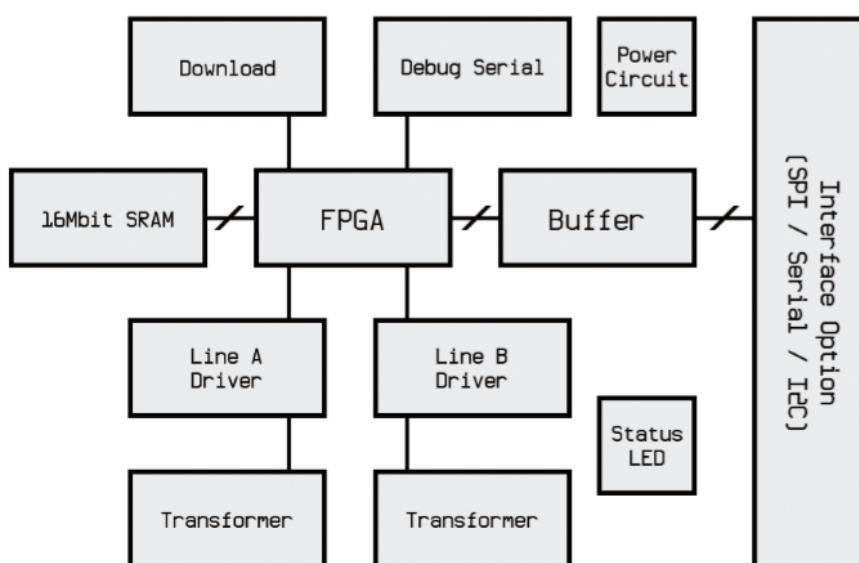 Download
Debug Serial
Power
Circuit
16Mbit SRAM
FPGA
Buffer
Interface Option
(SPI / Serial / I2C)
Line A
Driver
Line B
Driver
Status
LED
Transformer
Transformer